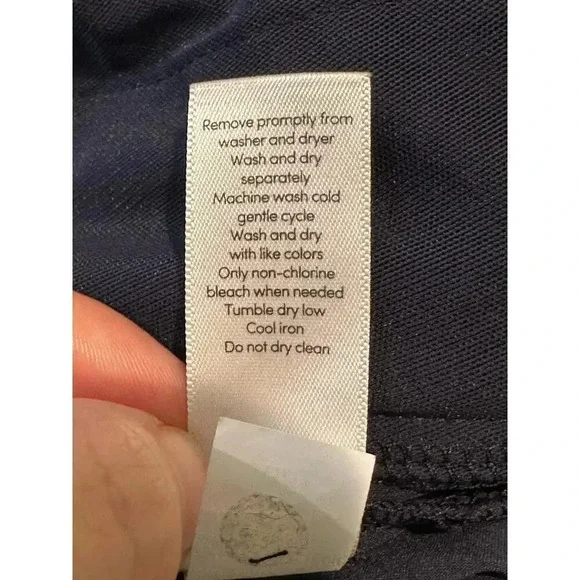 Remove promptly from
washer and dryer
Wash and dry
separately
Machine wash cold
gentle cycle
Wash and dry
with like colors
Only non-chlorine
bleach when needed
Tumble dry low
Cool iron
Do not dry clean